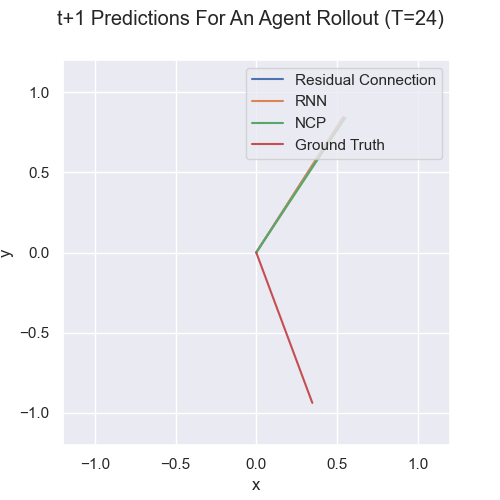 t+1 Predictions For An Agent Rollout (T=24)
Residual Connection
RNN
NCP
Ground Truth
1.0
0.5
0.0
−0.5
−1.0
y
−1.0 −0.5 0.0 0.5 1.0
x